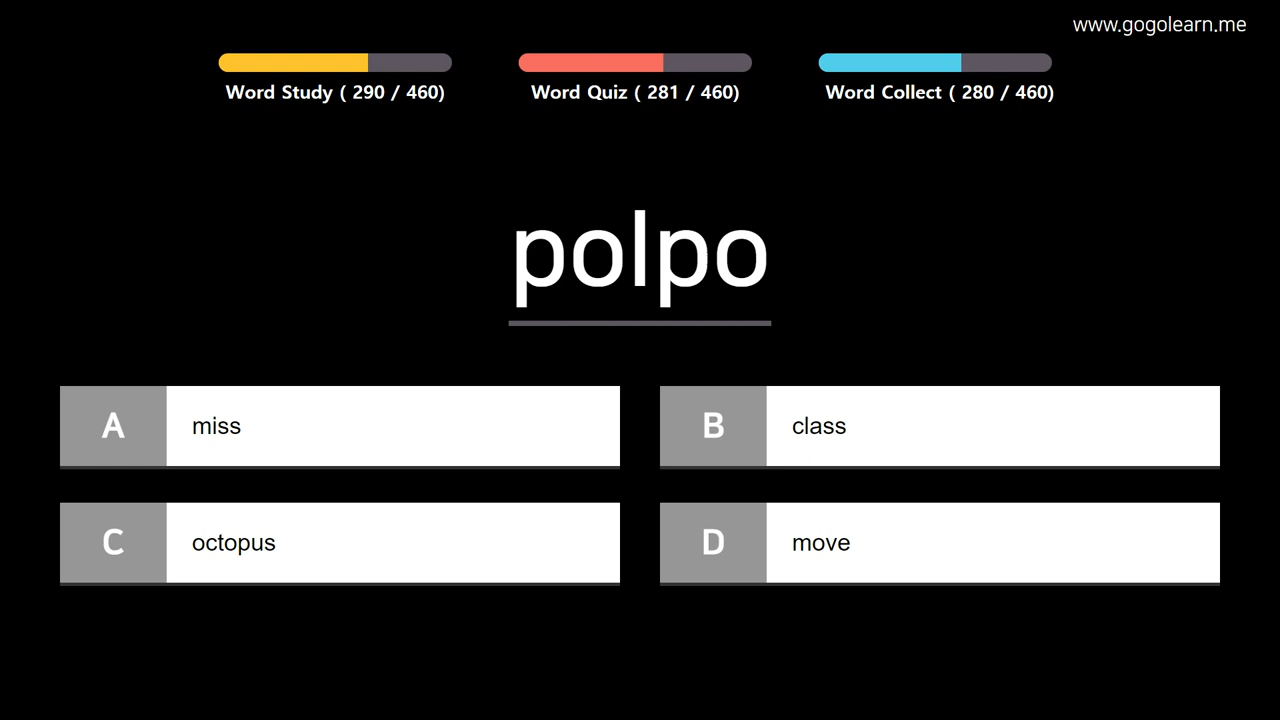 www.gogolearn.me
Word Study ( 290 / 460)
Word Quiz ( 281 / 460)
Word Collect ( 280 / 460)
polpo
A miss
B class
C octopus
D move